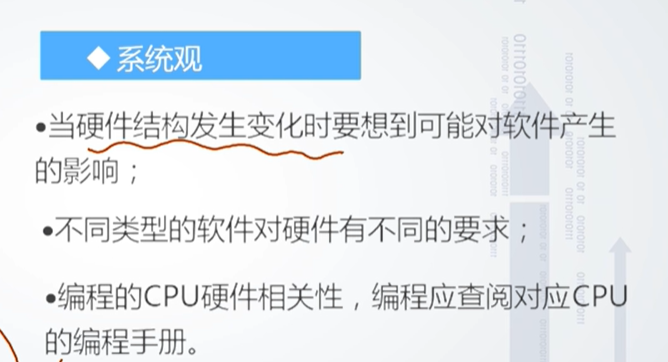 ◆ 系统观
•当硬件结构发生变化时要想到可能对软件产生
的影响；
•不同类型的软件对硬件有不同的要求；
•编程的CPU硬件相关性，编程应查阅对应CPU
的编程手册。